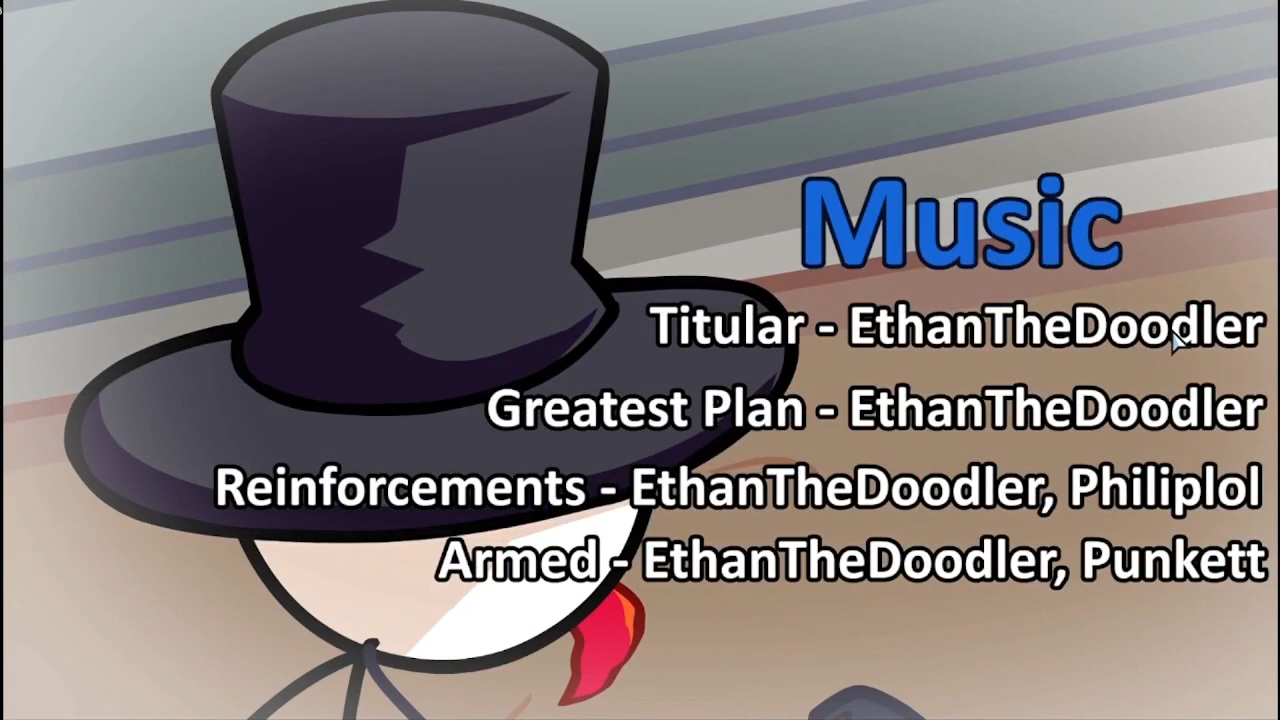 Music
Titular - EthanTheDoodler
Greatest Plan - EthanTheDoodler
Reinforcements - EthanTheDoodler, Philiplol
Armed - EthanTheDoodler, Punkett